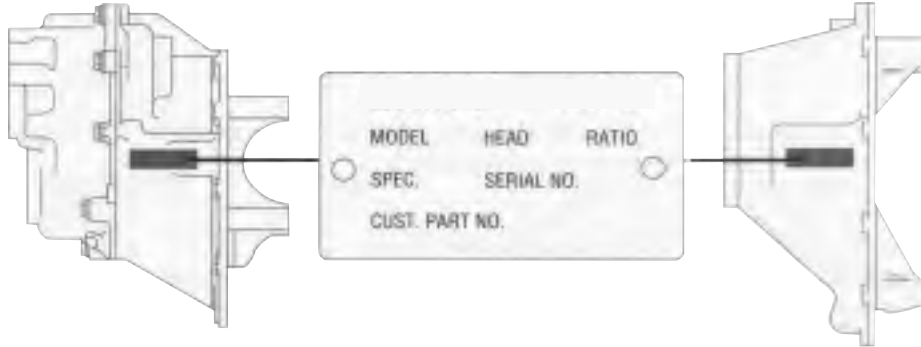 MODEL HEAD RATIO
SPEC. SERIAL NO.
CUST. PART NO.